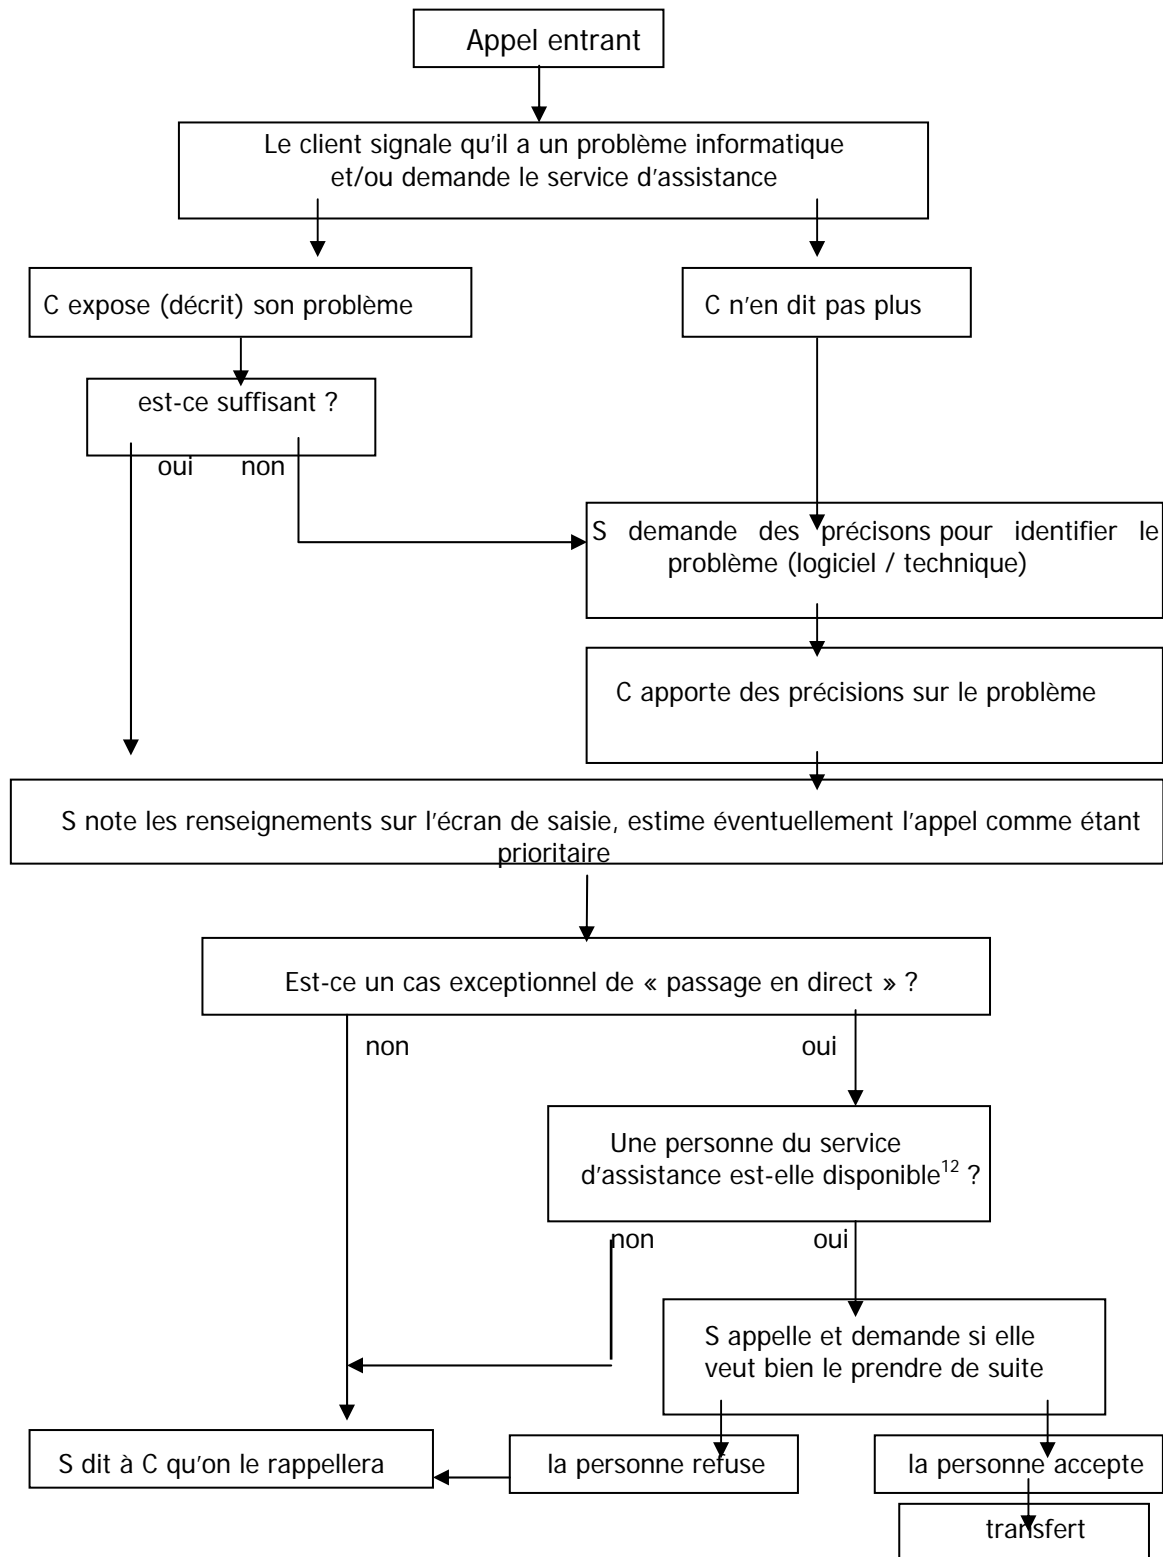 Appel entrant
Le client signale qu'il a un problème informatique
et/ou demande le service d'assistance
C expose (décrit) son problème
C n'en dit pas plus
est-ce suffisant ?
oui non
S demande des précisons pour identifier le
problème (logiciel / technique)
C apporte des précisions sur le problème
S note les renseignements sur l'écran de saisie, estime éventuellement l'appel comme étant
prioritaire
Est-ce un cas exceptionnel de « passage en direct » ?
non oui
Une personne du service
d'assistance est-elle disponible12 ?
non oui
S appelle et demande si elle
veut bien le prendre de suite
S dit à C qu'on le rappellera
la personne refuse
la personne accepte
transfert